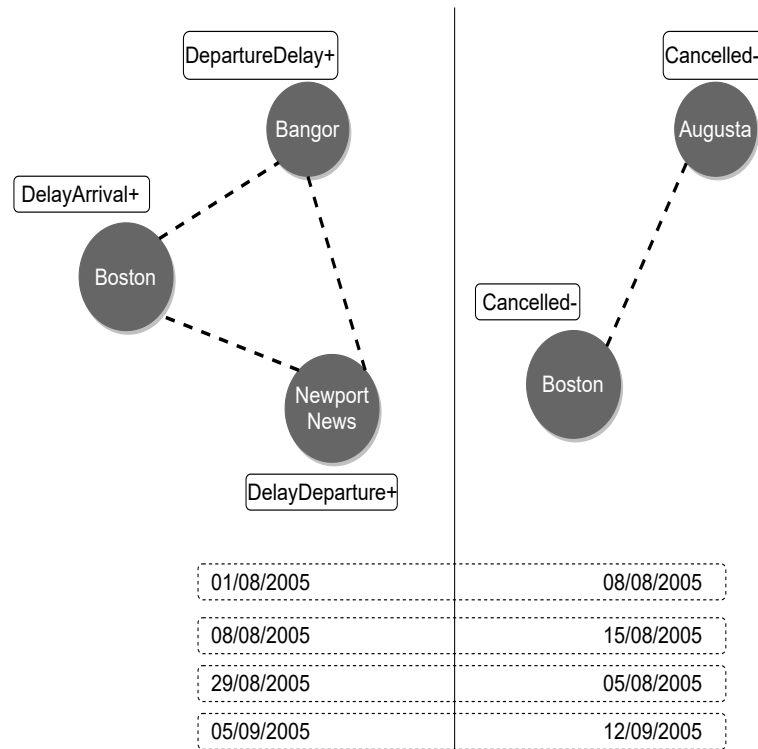 DepartureDelay+
Cancelled-
Bangor
Augusta
DelayArrival+
Boston
Cancelled-
Boston
Newport
News
DelayDeparture+
01/08/2005 08/08/2005
08/08/2005 15/08/2005
29/08/2005 05/08/2005
05/09/2005 12/09/2005